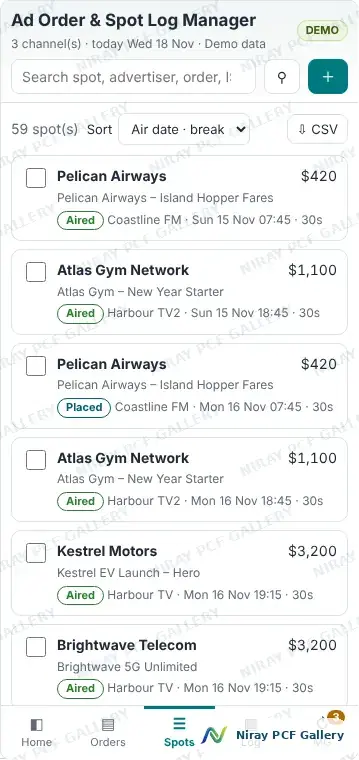 Ad Order & Spot Log Manager
3 channel(s) · today Wed 18 Nov · Demo data
DEMO
Search spot, advertiser, order, I:
59 spot(s) Sort Air date · break CSV
Pelican Airways $420
Pelican Airways – Island Hopper Fares
Aired Coastline FM · Sun 15 Nov 07:45 · 30s
Atlas Gym Network $1,100
Atlas Gym – New Year Starter
Aired Harbour TV2 · Sun 15 Nov 18:45 · 30s
Pelican Airways $420
Pelican Airways – Island Hopper Fares
Placed Coastline FM · Mon 16 Nov 07:45 · 30s
Atlas Gym Network $1,100
Atlas Gym – New Year Starter
Aired Harbour TV2 · Mon 16 Nov 18:45 · 30s
Kestrel Motors $3,200
Kestrel EV Launch – Hero
Aired Harbour TV · Mon 16 Nov 19:15 · 30s
Brightwave Telecom $3,200
Brightwave 5G Unlimited
Aired Harbour TV · Mon 16 Nov 19:15 · 30s
Home Orders Spots Log
3
Niray PCF Gallery
NIRAY PCF GALLERY